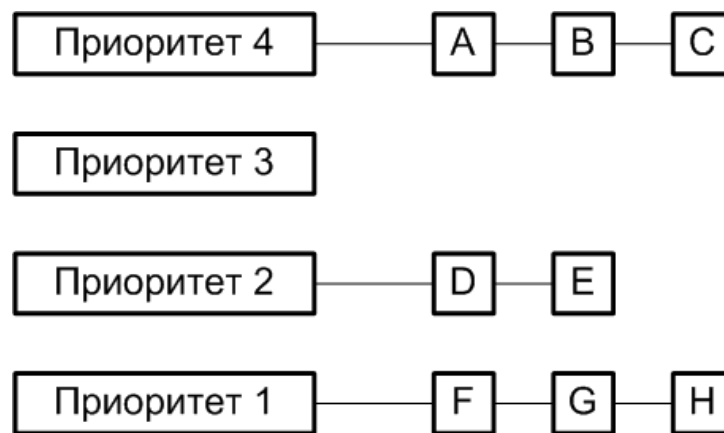 Приоритет 4 A B C
Приоритет 3
Приоритет 2 D E
Приоритет 1 F G H